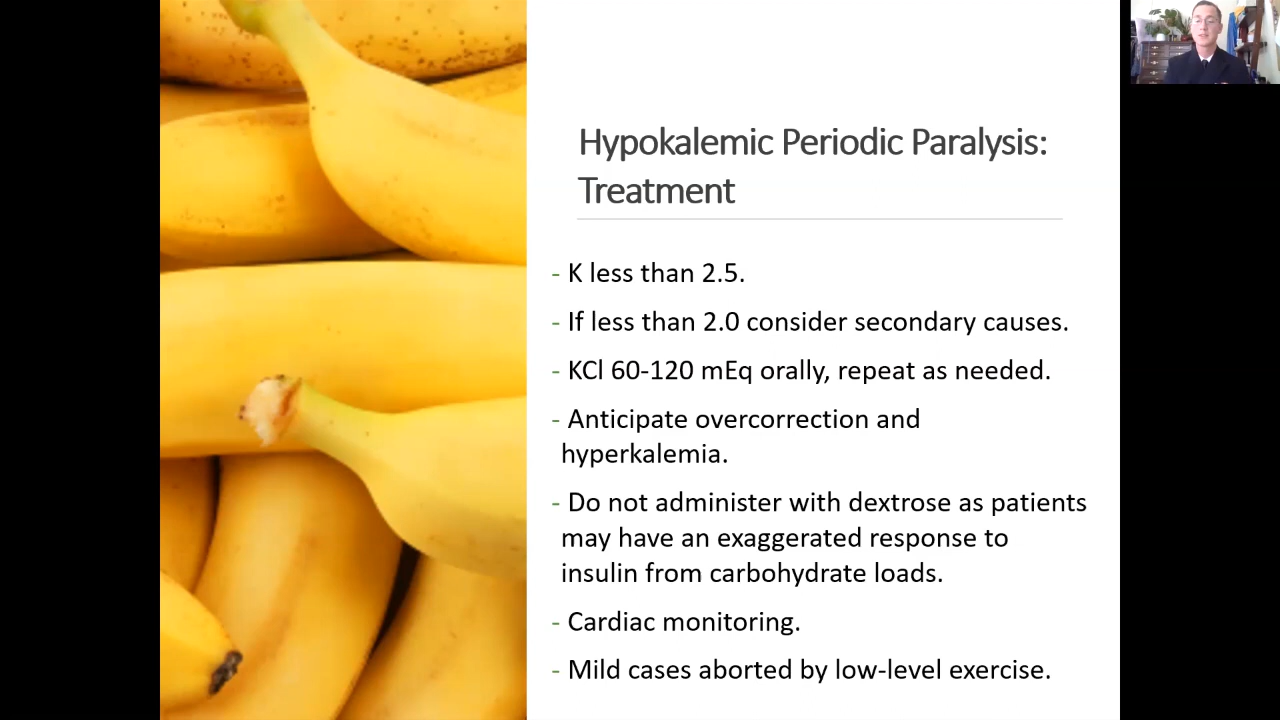 Hypokalemic Periodic Paralysis:
Treatment
- K less than 2.5.
- If less than 2.0 consider secondary causes.
- KCl 60-120 mEq orally, repeat as needed.
- Anticipate overcorrection and
hyperkalemia.
- Do not administer with dextrose as patients
may have an exaggerated response to
insulin from carbohydrate loads.
- Cardiac monitoring.
- Mild cases aborted by low-level exercise.